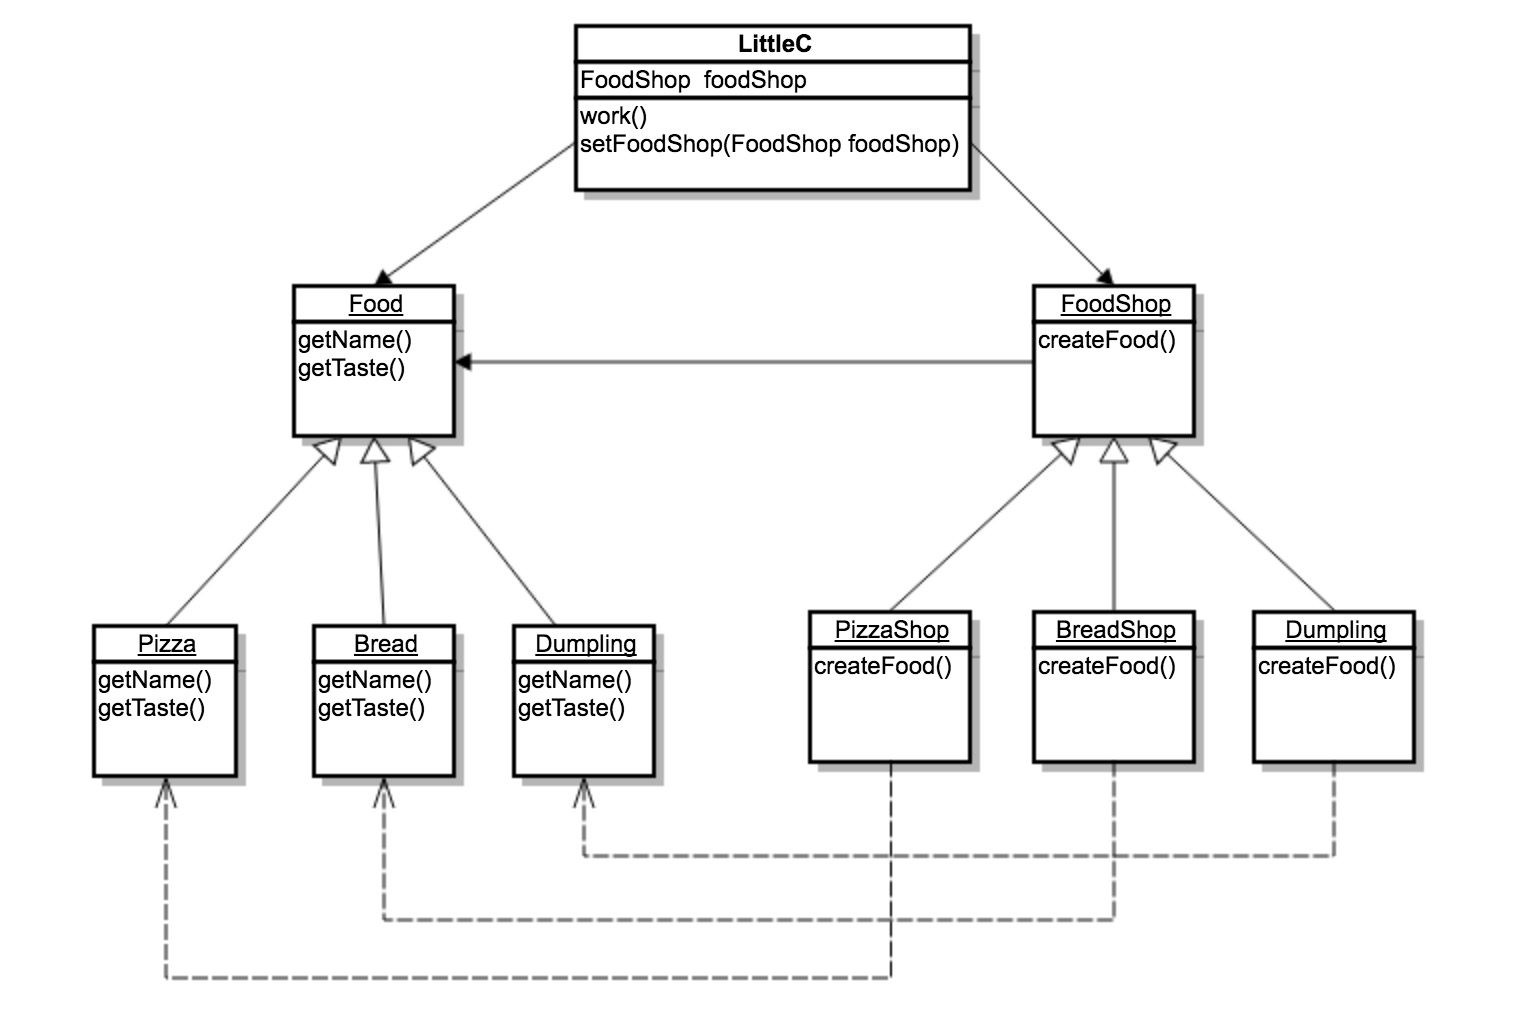 LittleC
FoodShop foodShop
work()
setFoodShop(FoodShop foodShop)
Food
getName()
getTaste()
FoodShop
createFood()
Pizza
getName()
getTaste()
Bread
getName()
getTaste()
Dumpling
getName()
getTaste()
PizzaShop
createFood()
BreadShop
createFood()
Dumpling
createFood()